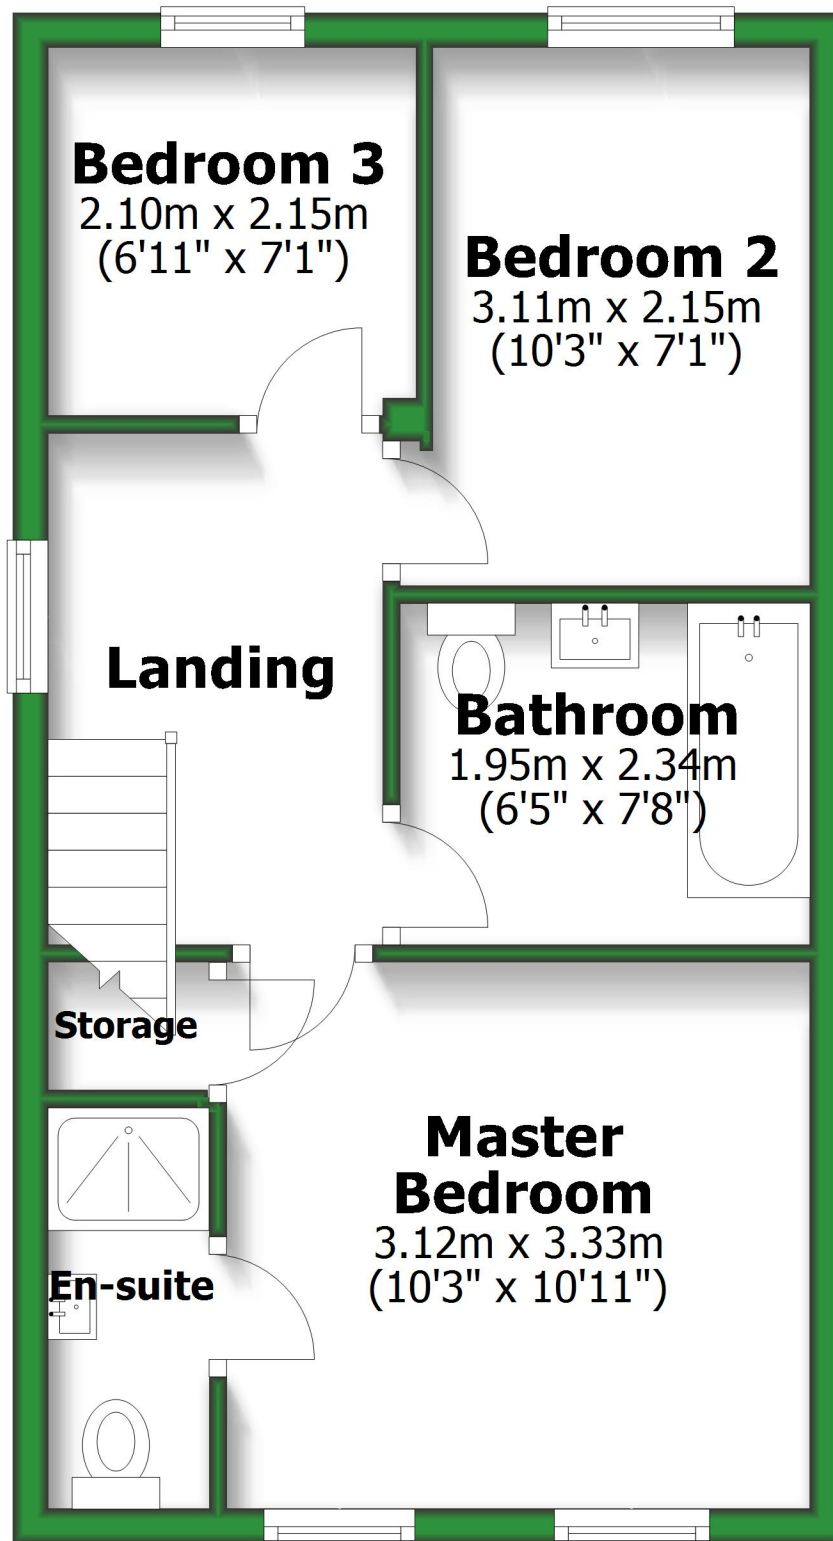 Bedroom 3
2.10m x 2.15m
(6'11" x 7'1")
Bedroom 2
3.11m x 2.15m
(10'3" x 7'1")
Landing
Bathroom
1.95m x 2.34m
(6'5" x 7'8")
Storage
Master
Bedroom
3.12m x 3.33m
(10'3" x 10'11")
En-suite